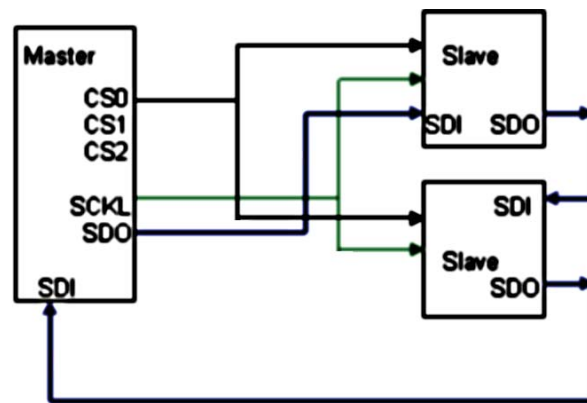 Master
CS0
CS1
CS2
SCKL
SDO
SDI
Slave
SDI SDO
SDI
Slave
SDO